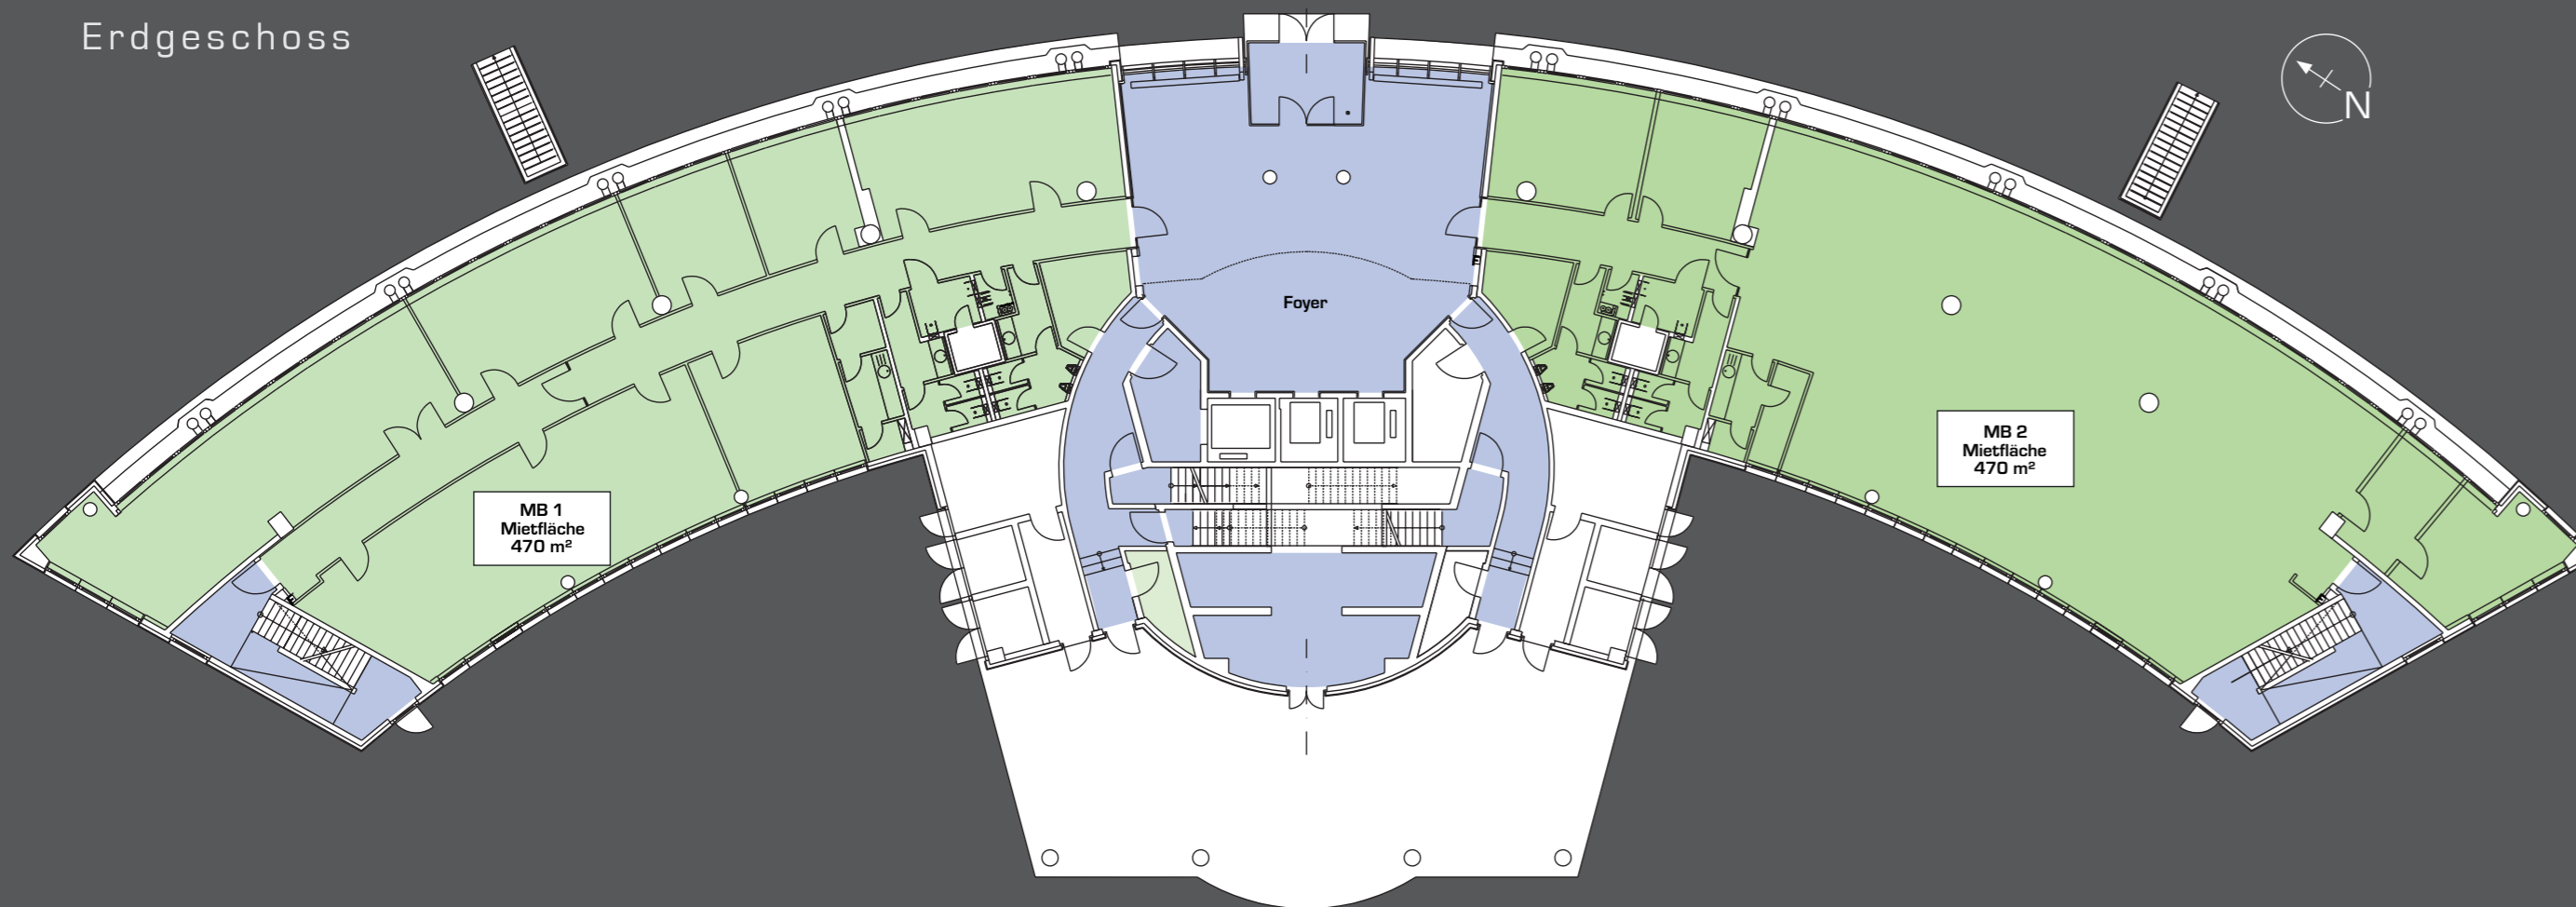 Erdgeschoss
N
Foyer
MB 1
Mietfläche
470 m²
MB 2
Mietfläche
470 m²